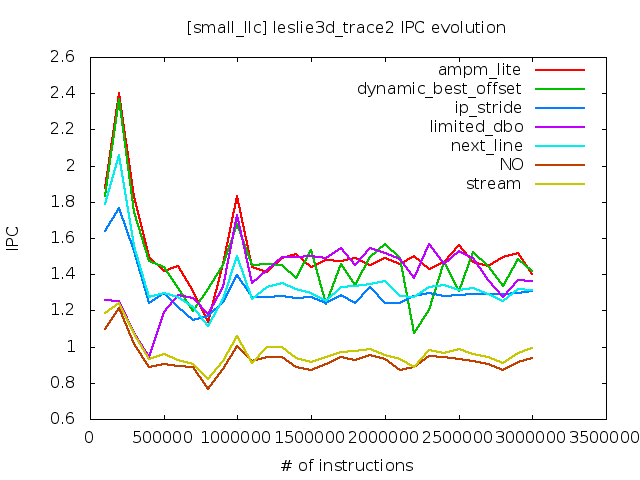 [small_llc] leslie3d_trace2 IPC evolution
2.6
2.4
2.2
2
1.8
1.6
1.4
1.2
1
0.8
0.6
IPC
ampm_lite
dynamic_best_offset
ip_stride
limited_dbo
next_line
NO
stream
0 500000 1000000 1500000 2000000 2500000 3000000 3500000
# of instructions